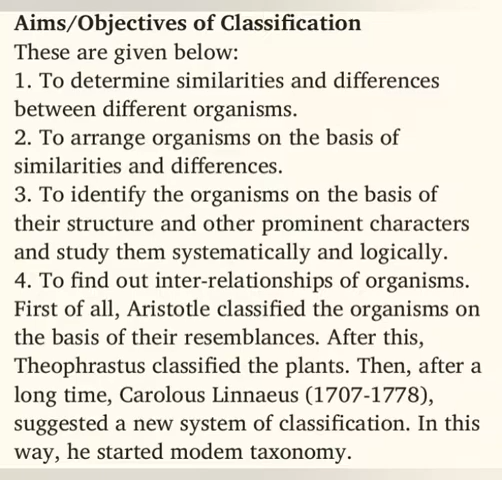 Aims/Objectives of Classification
These are given below:
1. To determine similarities and differences
between different organisms.
2. To arrange organisms on the basis of
similarities and differences.
3. To identify the organisms on the basis of
their structure and other prominent characters
and study them systematically and logically.
4. To find out inter-relationships of organisms.
First of all, Aristotle classified the organisms on
the basis of their resemblances. After this,
Theophrastus classified the plants. Then, after a
long time, Carolous Linnaeus (1707-1778),
suggested a new system of classification. In this
way, he started modem taxonomy.